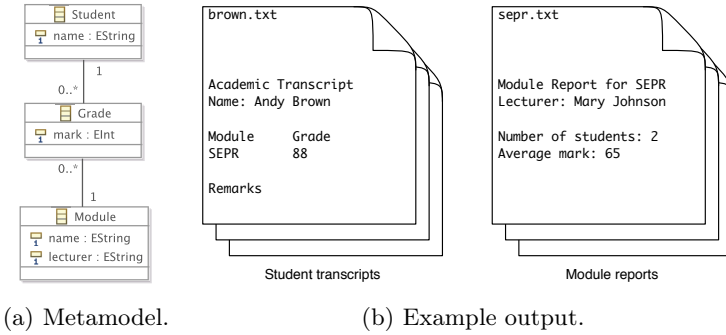 Student
name : EString
1
0..*
Grade
mark : EInt
0..*
1
Module
name : EString
lecturer : EString
(a) Metamodel.
brown.txt
Academic Transcript
Name: Andy Brown
Module Grade
SEPR 88
Remarks
Student transcripts
sepr.txt
Module Report for SEPR
Lecturer: Mary Johnson
Number of students: 2
Average mark: 65
Module reports
(b) Example output.